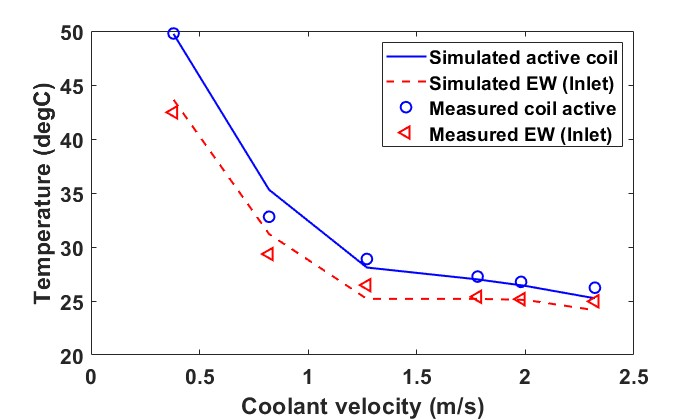 50
45
40
35
30
25
20
Temperature (degC)
Simulated active coil
Simulated EW (Inlet)
Measured coil active
Measured EW (Inlet)
0
0.5
1
1.5
2
2.5
Coolant velocity (m/s)